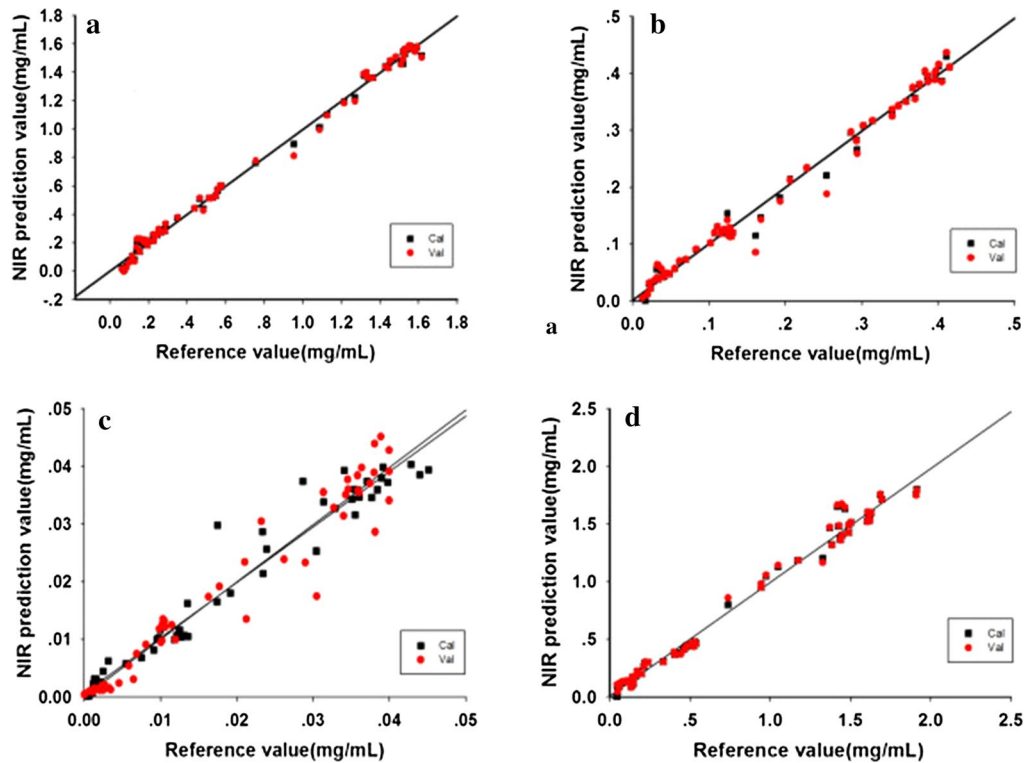 a
NIR prediction value(mg/mL)
1.8
1.6
1.4
1.2
1.0
.8
.6
.4
.2
0.0
-.2
Cal
Val
0.0 .2 .4 .6 .8 1.0 1.2 1.4 1.6 1.8
Reference value(mg/mL)
b
NIR prediction value(mg/mL)
.5
.4
.3
.2
.1
0.0
Cal
Val
0.0 .1 .2 .3 .4 .5
Reference value(mg/mL)
a
c
NIR prediction value(mg/mL)
.05
.04
.03
.02
.01
0.00
Cal
Val
0.00 .01 .02 .03 .04 .05
Reference value(mg/mL)
d
NIR prediction value(mg/mL)
2.5
2.0
1.5
1.0
.5
0.0
Cal
Val
0.0 .5 1.0 1.5 2.0 2.5
Reference value(mg/mL)